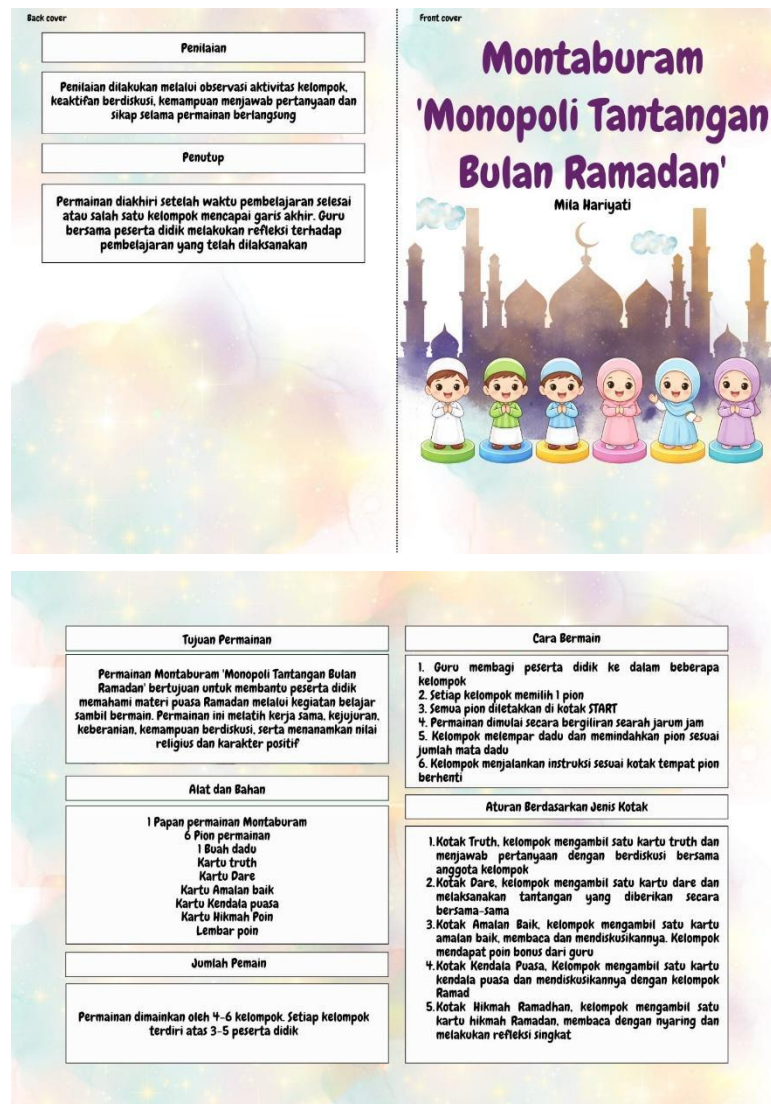 Back cover
Penilaian
Penilaian dilakukan melalui observasi aktivitas kelompok,
keaktifan berdiskusi, kemampuan menjawab pertanyaan dan
sikap selama permainan berlangsung
Penutup
Permainan diakhiri setelah waktu pembelajaran selesai
atau salah satu kelompok mencapai garis akhir. Guru
bersama peserta didik melakukan refleksi terhadap
pembelajaran yang telah dilaksanakan
Front cover
Montaburam
'Monopoli Tantangan
Bulan Ramadan'
Mila Hariyati
Tujuan Permainan
Permainan Montaburam 'Monopoli Tantangan Bulan
Ramadan' bertujuan untuk membantu peserta didik
memahami materi puasa Ramadan melalui kegiatan belajar
sambil bermain. Permainan ini melatih kerja sama, kejujuran,
keberanian, kemampuan berdiskusi, serta menanamkan nilai
religius dan karakter positif
Alat dan Bahan
1 Papan permainan Montaburam
6 Pion permainan
1 Buah dadu
Kartu truth
Kartu Dare
Kartu Amalan baik
Kartu Kendala puasa
Kartu Hikmah Poin
Lembar poin
Jumlah Pemain
Permainan dimainkan oleh 4-6 kelompok. Setiap kelompok
terdiri atas 3-5 peserta didik
Cara Bermain
1. Guru membagi peserta didik ke dalam beberapa
kelompok
2. Setiap kelompok memilih 1 pion
3. Semua pion diletakkan di kotak START
4. Permainan dimulai secara bergiliran searah jarum jam
5. Kelompok melempar dadu dan memindahkan pion sesuai
jumlah mata dadu
6. Kelompok menjalankan instruksi sesuai kotak tempat pion
berhenti
Aturan Berdasarkan Jenis Kotak
1. Kotak Truth, kelompok mengambil satu kartu truth dan
menjawab pertanyaan dengan berdiskusi bersama
anggota kelompok
2. Kotak Dare, kelompok mengambil satu kartu dare dan
melaksanakan tantangan yang diberikan secara
bersama-sama
3. Kotak Amalan Baik, kelompok mengambil satu kartu
amalan baik, membaca dan mendiskusikannya. Kelompok
mendapat poin bonus dari guru
4. Kotak Kendala Puasa, Kelompok mengambil satu kartu
kendala puasa dan mendiskusikannya dengan kelompok
Ramad
5. Kotak Hikmah Ramadhan, kelompok mengambil satu
kartu hikmah Ramadan, membaca dengan nyaring dan
melakukan refleksi singkat